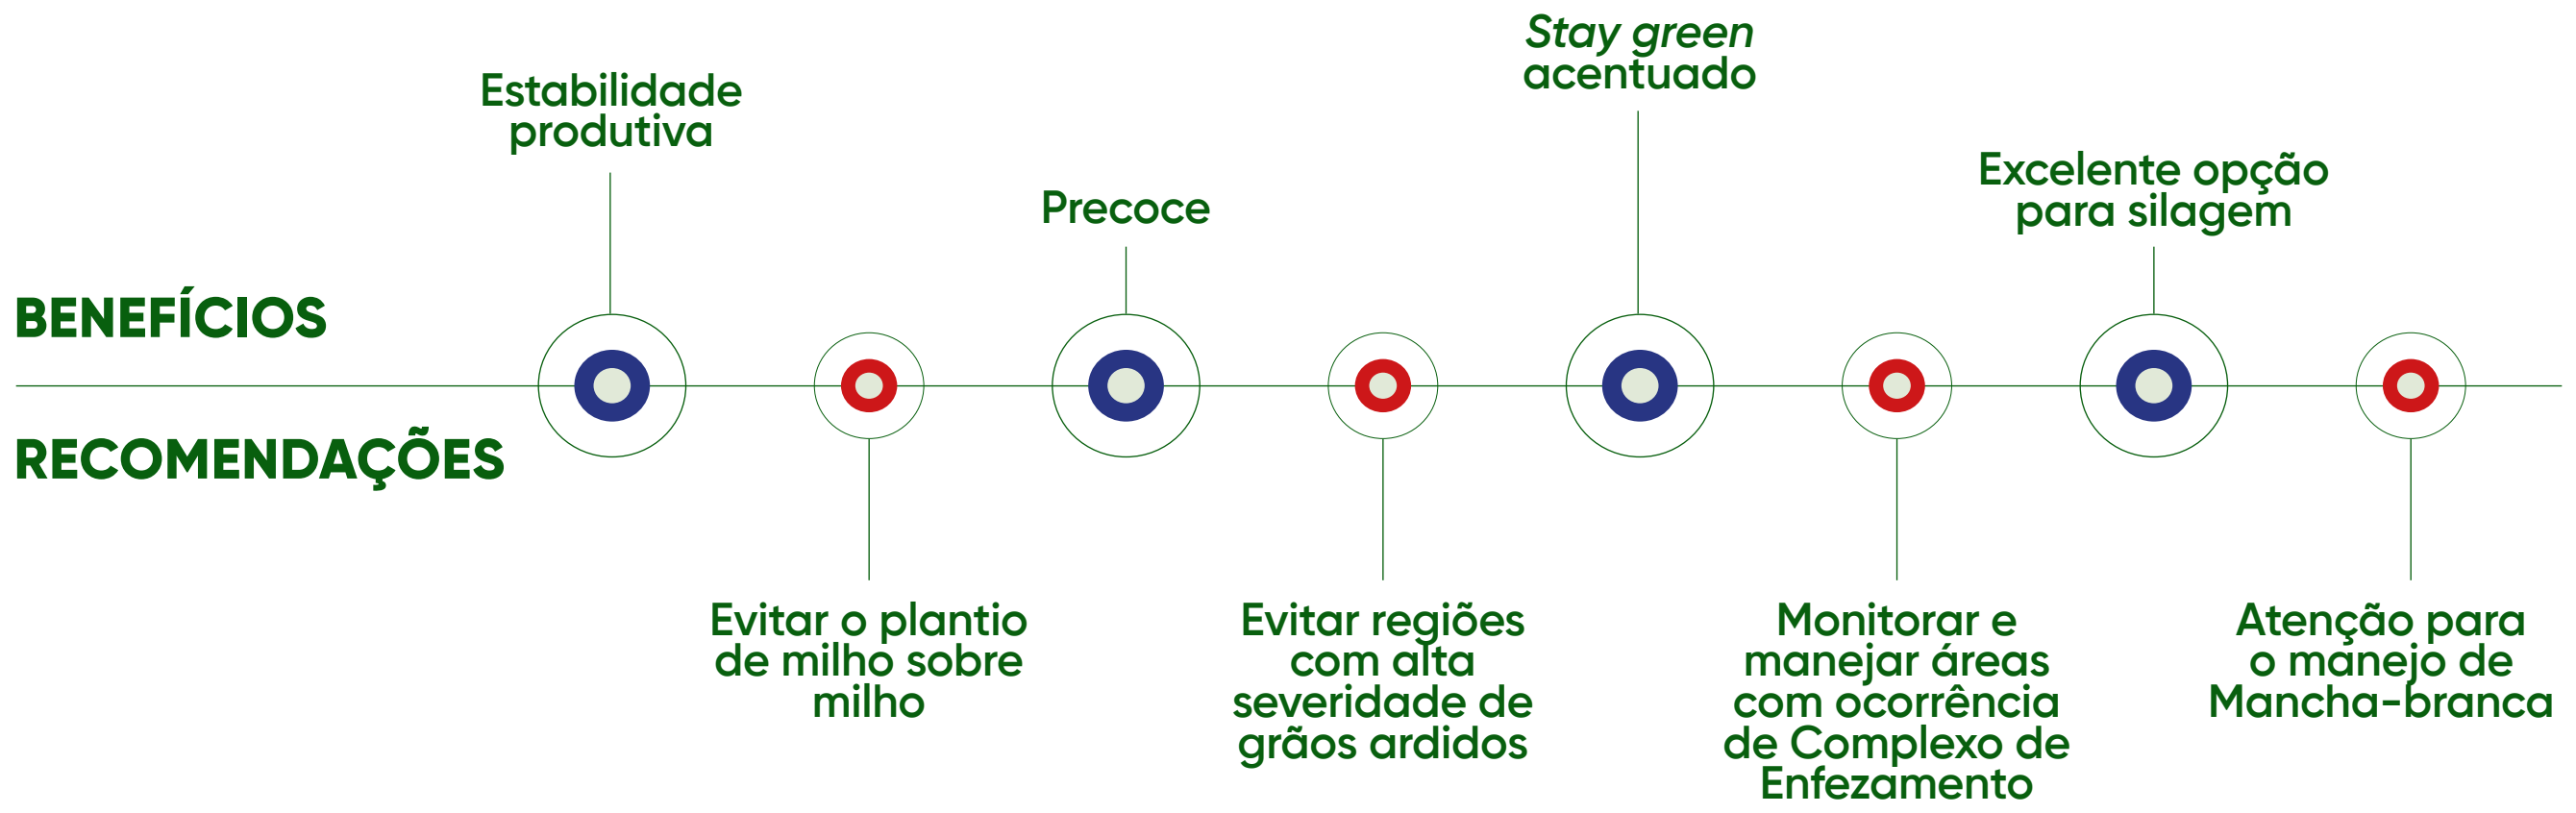 BENEFÍCIOS
Estabilidade
produtiva
Precoce
Stay green
acentuado
Excelente opção
para silagem
RECOMENDAÇÕES
Evitar o plantio
de milho sobre
milho
Evitar regiões
com alta
severidade de
grãos ardidos
Monitorar e
manejar áreas
com ocorrência
de Complexo de
Enfezamento
Atenção para
o manejo de
Mancha-branca